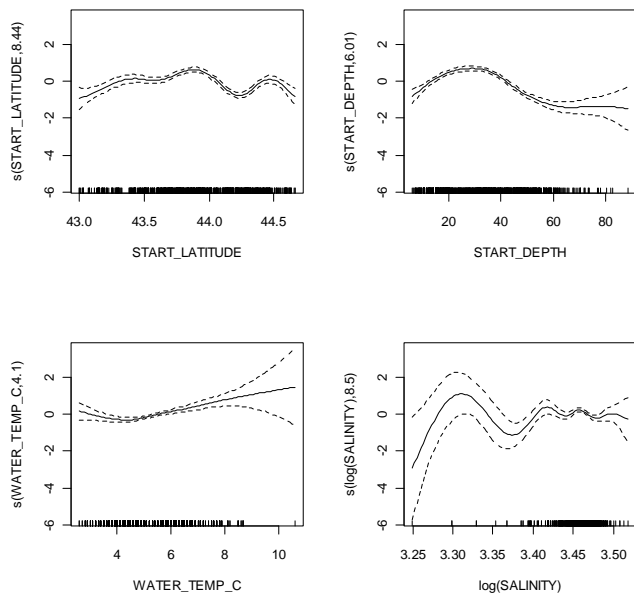 s(START_LATITUDE,8.44)
2
0
-2
-4
-6
43.0 43.5 44.0 44.5
START_LATITUDE
s(START_DEPTH,6.01)
2
0
-2
-4
-6
20 40 60 80
START_DEPTH
s(WATER_TEMP_C,4.1)
2
0
-2
-4
-6
4 6 8 10
WATER_TEMP_C
s(log(SALINITY),8.5)
2
0
-2
-4
-6
3.25 3.30 3.35 3.40 3.45 3.50
log(SALINITY)